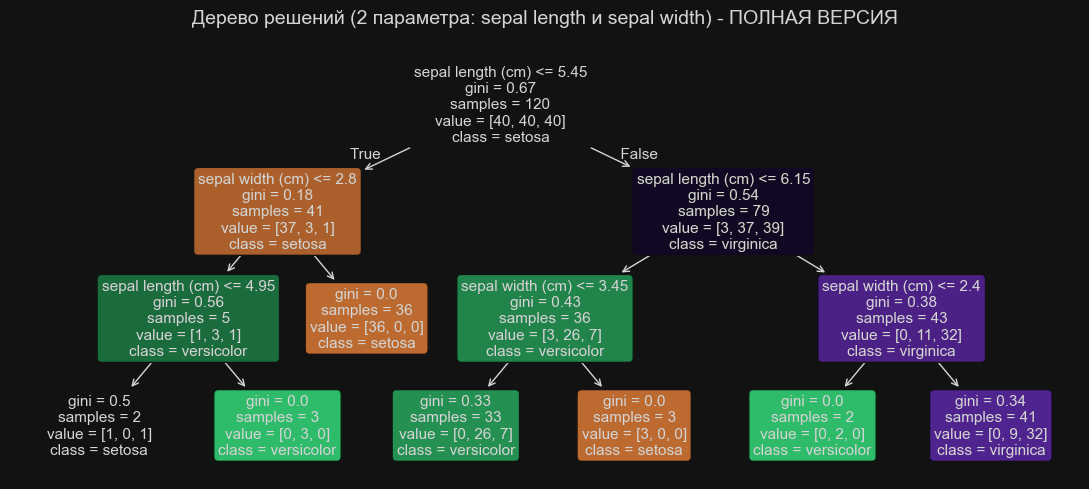 Дерево решений (2 параметра: sepal length и sepal width) - ПОЛНАЯ ВЕРСИЯ
sepal length (cm) <= 5.45
gini = 0.67
samples = 120
value = [40, 40, 40]
class = setosa
True
False
sepal width (cm) <= 2.8
gini = 0.18
samples = 41
value = [37, 3, 1]
class = setosa
sepal length (cm) <= 6.15
gini = 0.54
samples = 79
value = [3, 37, 39]
class = virginica
sepal length (cm) <= 4.95
gini = 0.56
samples = 5
value = [1, 3, 1]
class = versicolor
gini = 0.0
samples = 36
value = [36, 0, 0]
class = setosa
sepal width (cm) <= 3.45
gini = 0.43
samples = 36
value = [3, 26, 7]
class = versicolor
sepal width (cm) <= 2.4
gini = 0.38
samples = 43
value = [0, 11, 32]
class = virginica
gini = 0.5
samples = 2
value = [1, 0, 1]
class = setosa
gini = 0.0
samples = 3
value = [0, 3, 0]
class = versicolor
gini = 0.33
samples = 33
value = [0, 26, 7]
class = versicolor
gini = 0.0
samples = 3
value = [3, 0, 0]
class = setosa
gini = 0.0
samples = 2
value = [0, 2, 0]
class = versicolor
gini = 0.34
samples = 41
value = [0, 9, 32]
class = virginica